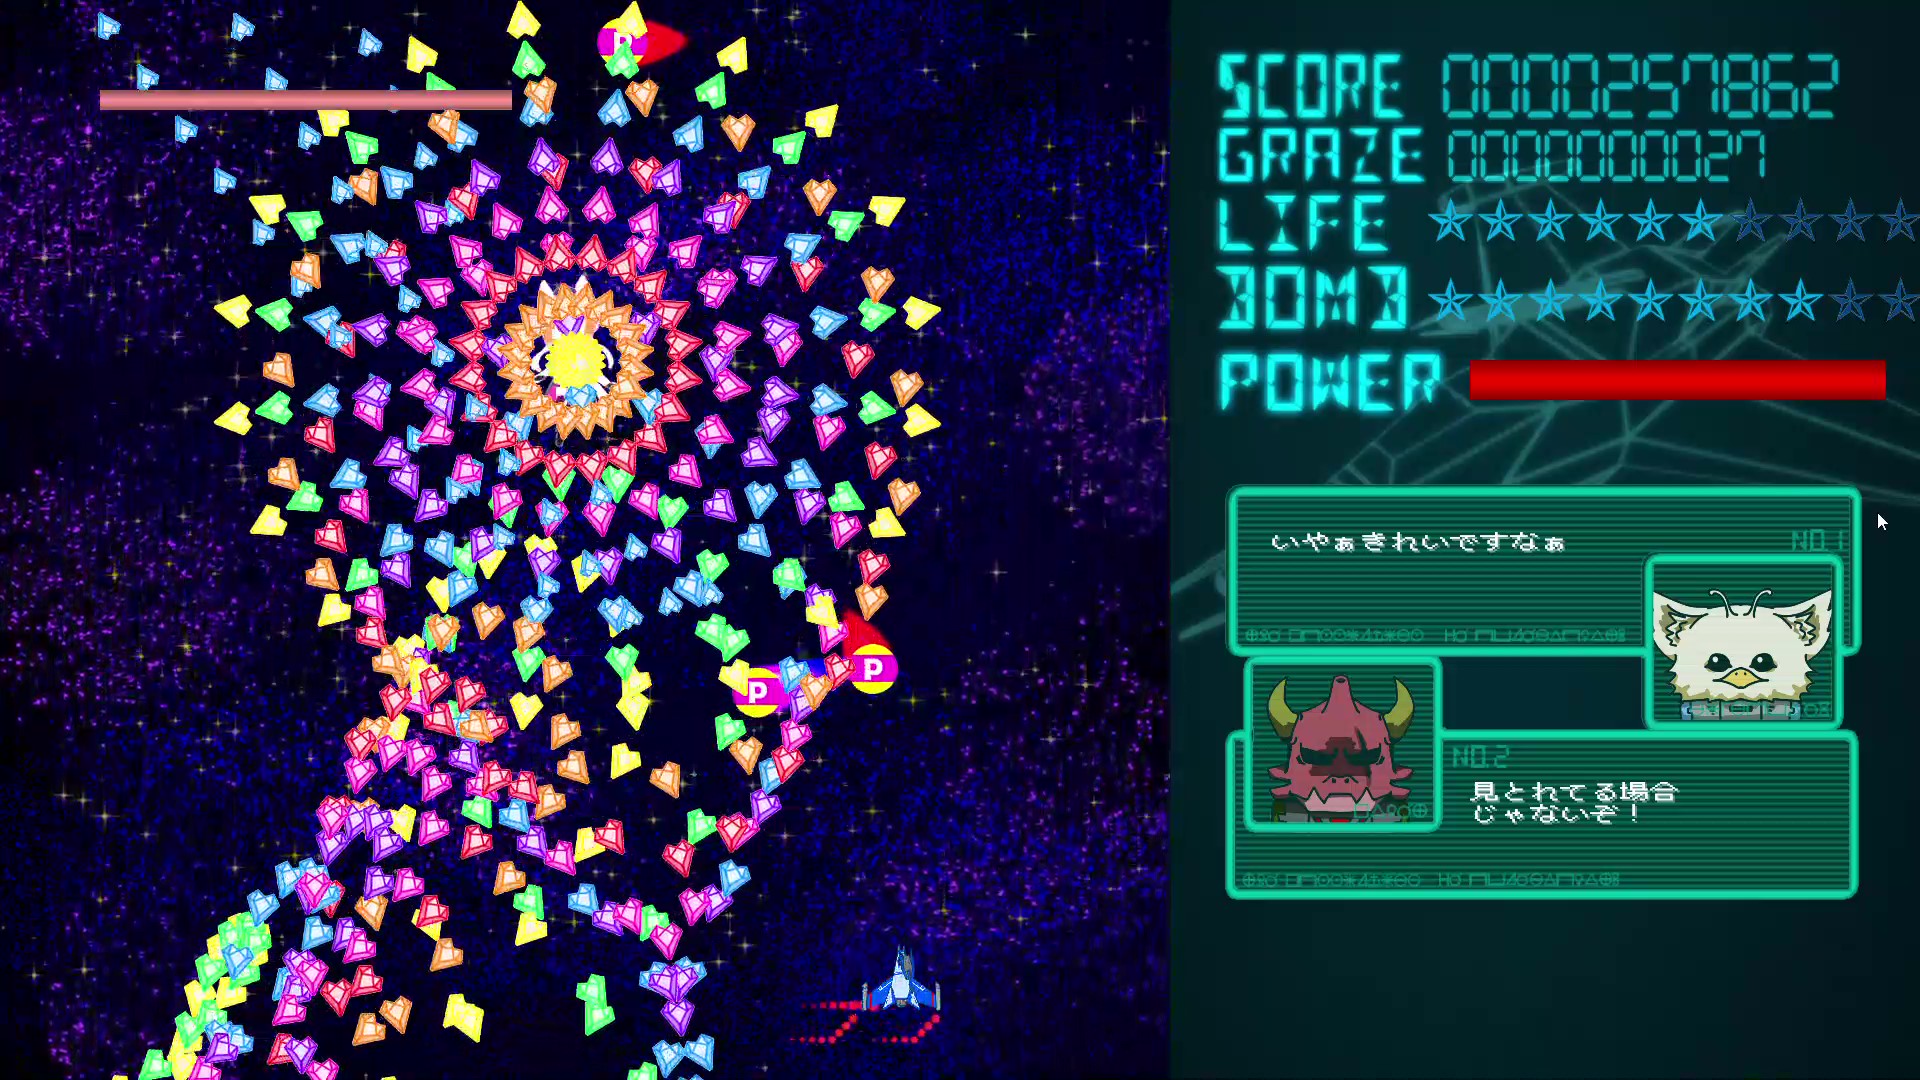 P
SCORE 0000257862
GRAZE 0000000027
LIFE
BOMB
POWER
いやぁきれいですなぁ
NO.1
P
P
NO.2
見とれてる場合
じゃないぞ!